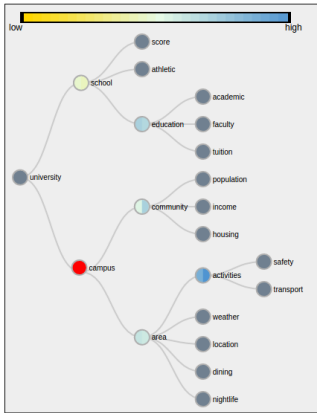 low high
score
athletic
school
academic
education faculty
tuition
university
population
community income
housing
campus
safety
activities
transport
weather
area location
dining
nightlife